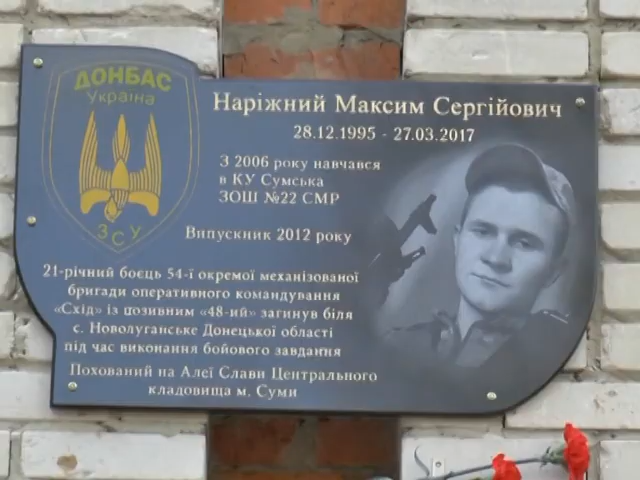 ДОНБАС
Україна
ЗСУ
Наріжний Максим Сергійович
28.12.1995 - 27.03.2017
З 2006 року навчався
в КУ Сумська
ЗОШ №22 СМР
Випускник 2012 року
21-річний боєць 54-ї окремої механізованої
бригади оперативного командування
«Схід» із позивним «48-ий» загинув біля
с. Новолуганське Донецької області
під час виконання бойового завдання
Похований на Алеї Слави Центрального
кладовища м. Суми